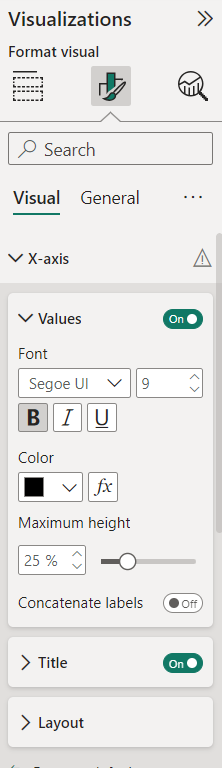 Visualizations
Format visual
Search
Visual General ...
X-axis
Values On
Font
Segoe UI 9
B I U
Color
fx
Maximum height
25 %
Concatenate labels Off
Title On
Layout